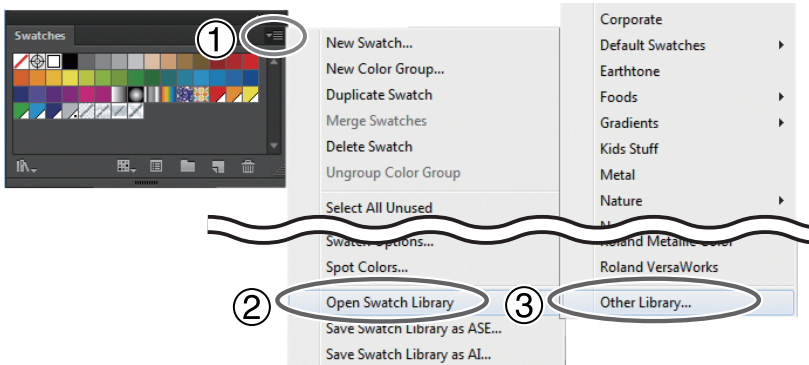 Swatches
①
New Swatch...
New Color Group...
Duplicate Swatch
Merge Swatches
Delete Swatch
Ungroup Color Group
Select All Unused
Swatch Options...
Spot Colors...
②
Open Swatch Library
Save Swatch Library as ASE...
Save Swatch Library as AI...
Corporate
Default Swatches
Earthtone
Foods
Gradients
Kids Stuff
Metal
Nature
Roland Metallic Color
Roland VersaWorks
③
Other Library...